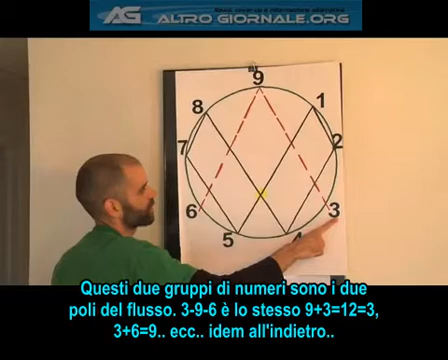 ALTRO GIORNALE.ORG
9
8
1
7
2
6
3
5
4
Questi due gruppi di numeri sono i due
poli del flusso. 3-9-6 è lo stesso 9+3=12=3,
3+6=9.. ecc.. idem all'indietro..